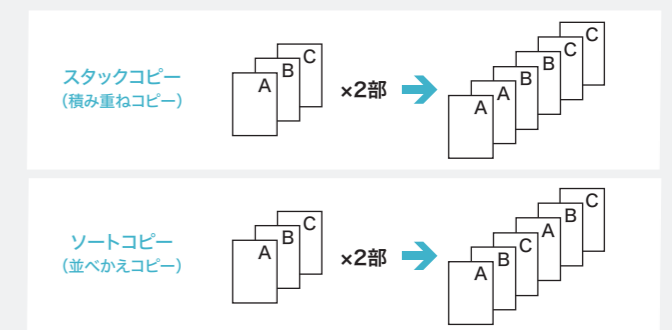 スタックコピー
（積み重ねコピー）
A B C
×2部
A A B B C C
ソートコピー
（並べかえコピー）
A B C
×2部
A B C A B C